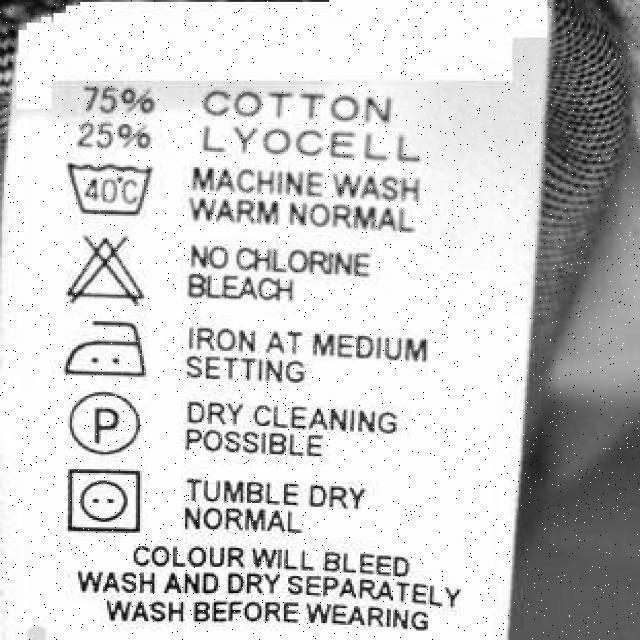 75% COTTON
25% LYOCELL
40°C MACHINE WASH
WARM NORMAL
NO CHLORINE
BLEACH
IRON AT MEDIUM
SETTING
P DRY CLEANING
POSSIBLE
TUMBLE DRY
NORMAL
COLOUR WILL BLEED
WASH AND DRY SEPARATELY
WASH BEFORE WEARING